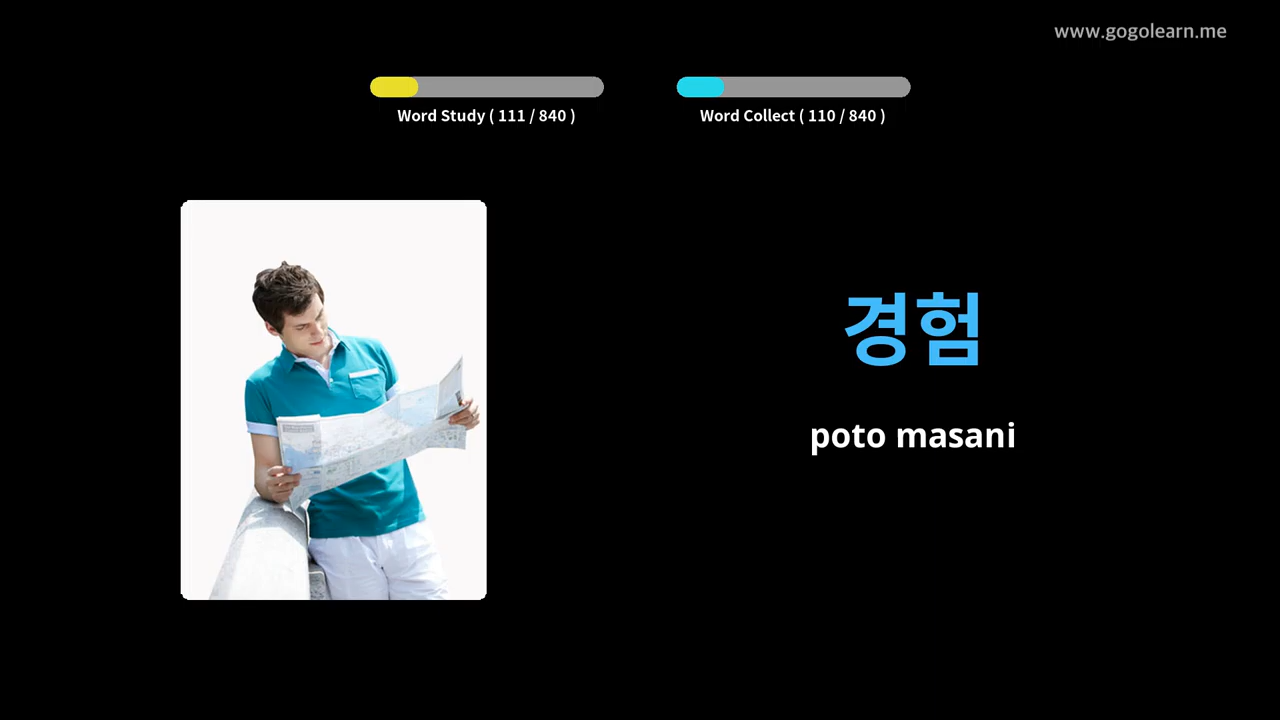 www.gogolearn.me
Word Study ( 111 / 840 )
Word Collect ( 110 / 840 )
경험
poto masani